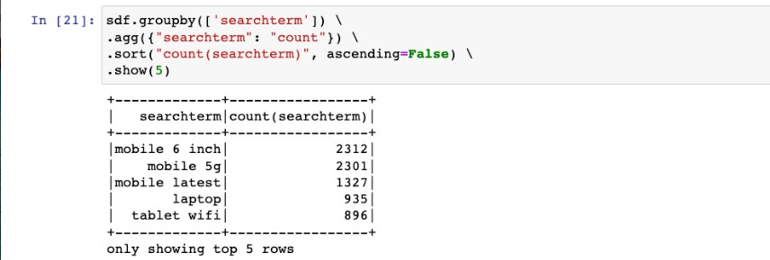 In [21]: sdf.groupby(['searchterm']) \
.agg({"searchterm": "count"}) \
.sort("count(searchterm)", ascending=False) \
.show(5)
+-------------+-----------------+
|   searchterm|count(searchterm)|
+-------------+-----------------+
|mobile 6 inch|             2312|
|    mobile 5g|             2301|
|mobile latest|             1327|
|       laptop|              935|
|  tablet wifi|              896|
+-------------+-----------------+
only showing top 5 rows